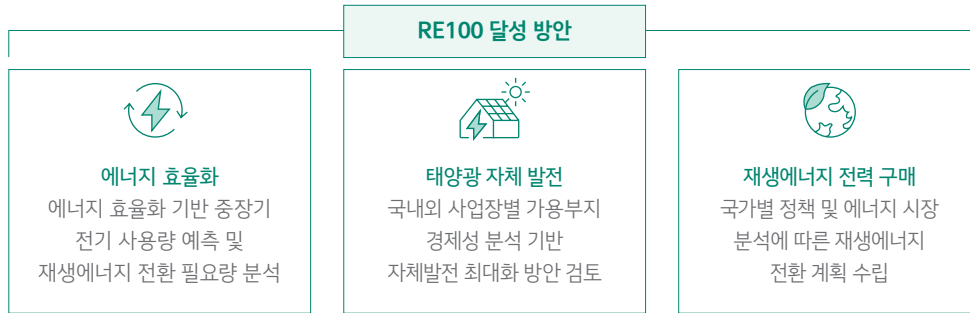 RE100 달성 방안
에너지 효율화
에너지 효율화 기반 중장기
전기 사용량 예측 및
재생에너지 전환 필요량 분석
태양광 자체 발전
국내외 사업장별 가용부지
경제성 분석 기반
자체발전 최대화 방안 검토
재생에너지 전력 구매
국가별 정책 및 에너지 시장
분석에 따른 재생에너지
전환 계획 수립